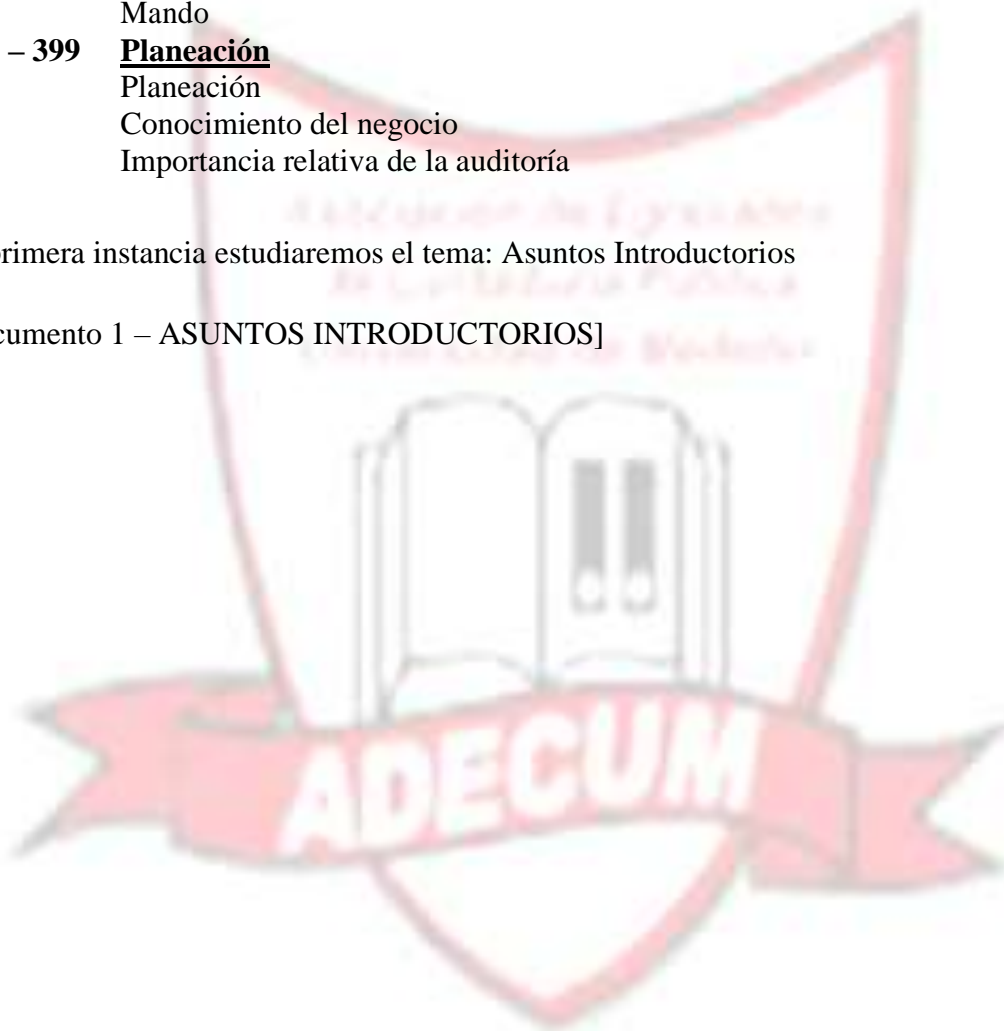 Mando
– 399 Planeación
Planeación
Conocimiento del negocio
Importancia relativa de la auditoría
primera instancia estudiaremos el tema: Asuntos Introductorios
cumento 1 – ASUNTOS INTRODUCTORIOS]
ADECUM